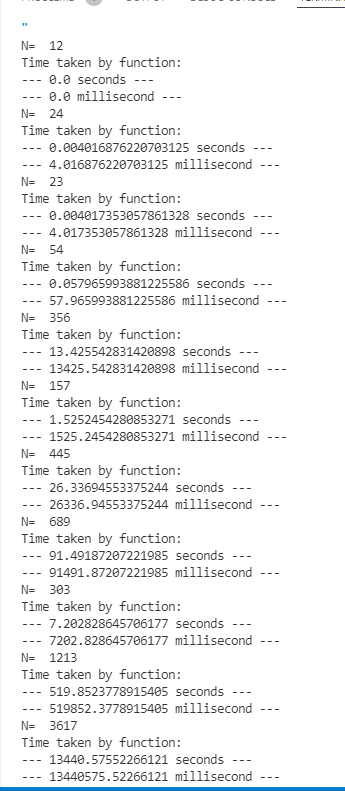 "
N=  12
Time taken by function:
--- 0.0 seconds ---
--- 0.0 millisecond ---
N=  24
Time taken by function:
--- 0.004016876220703125 seconds ---
--- 4.016876220703125 millisecond ---
N=  23
Time taken by function:
--- 0.004017353057861328 seconds ---
--- 4.017353057861328 millisecond ---
N=  54
Time taken by function:
--- 0.057965993881225586 seconds ---
--- 57.965993881225586 millisecond ---
N=  356
Time taken by function:
--- 13.425542831420898 seconds ---
--- 13425.542831420898 millisecond ---
N=  157
Time taken by function:
--- 1.5252454280853271 seconds ---
--- 1525.2454280853271 millisecond ---
N=  445
Time taken by function:
--- 26.33694553375244 seconds ---
--- 26336.94553375244 millisecond ---
N=  689
Time taken by function:
--- 91.49187207221985 seconds ---
--- 91491.87207221985 millisecond ---
N=  303
Time taken by function:
--- 7.202828645706177 seconds ---
--- 7202.828645706177 millisecond ---
N=  1213
Time taken by function:
--- 519.8523778915405 seconds ---
--- 519852.3778915405 millisecond ---
N=  3617
Time taken by function:
--- 13440.57552266121 seconds ---
--- 13440575.52266121 millisecond ---